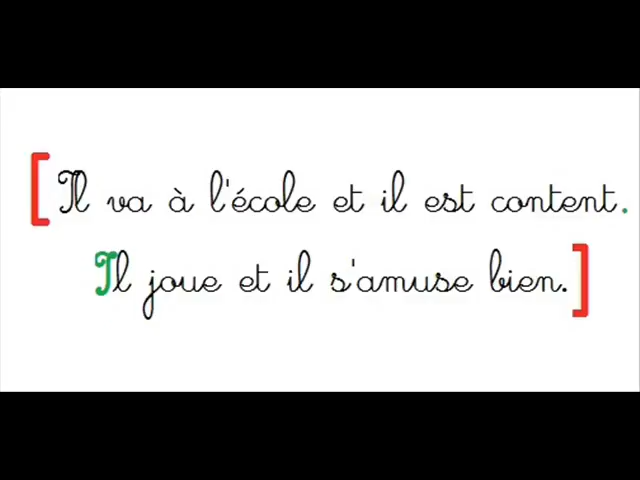 [Il va à l'école et il est content.
Il joue et il s'amuse bien.]